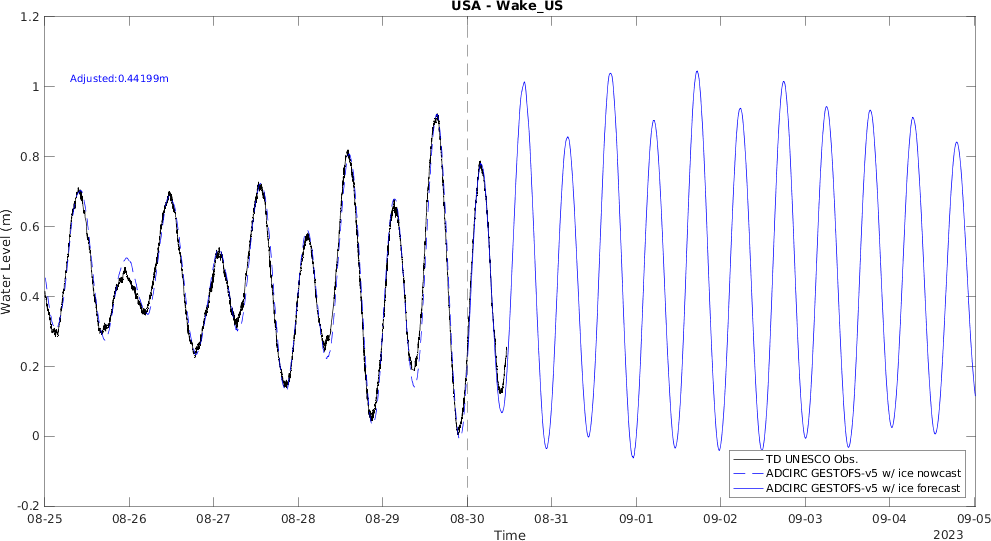 USA - Wake_US
1.2
1
0.8
0.6
0.4
0.2
0
-0.2
Water Level (m)
Adjusted:0.44199m
TD UNESCO Obs.
ADCIRC GESTOFS-v5 w/ ice nowcast
ADCIRC GESTOFS-v5 w/ ice forecast
08-25 08-26 08-27 08-28 08-29 08-30 08-31 09-01 09-02 09-03 09-04 09-05
Time
2023